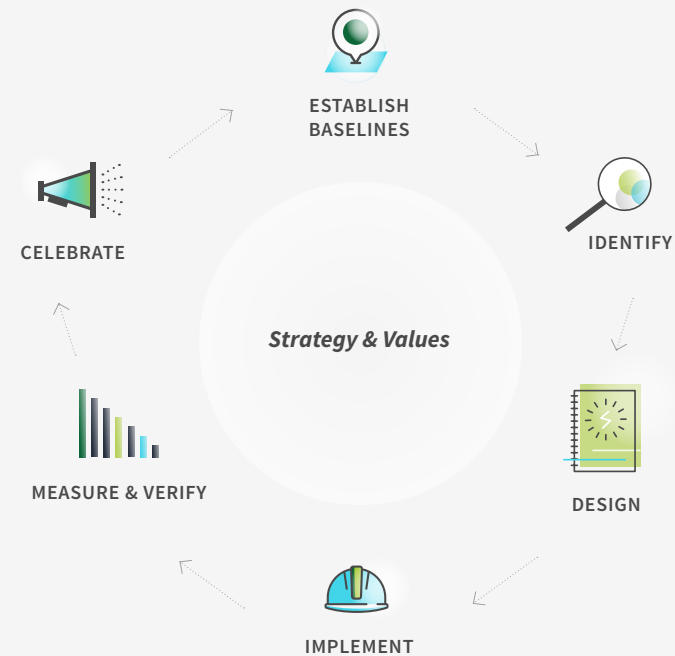 ESTABLISH
BASELINES
IDENTIFY
DESIGN
IMPLEMENT
MEASURE & VERIFY
CELEBRATE
Strategy & Values